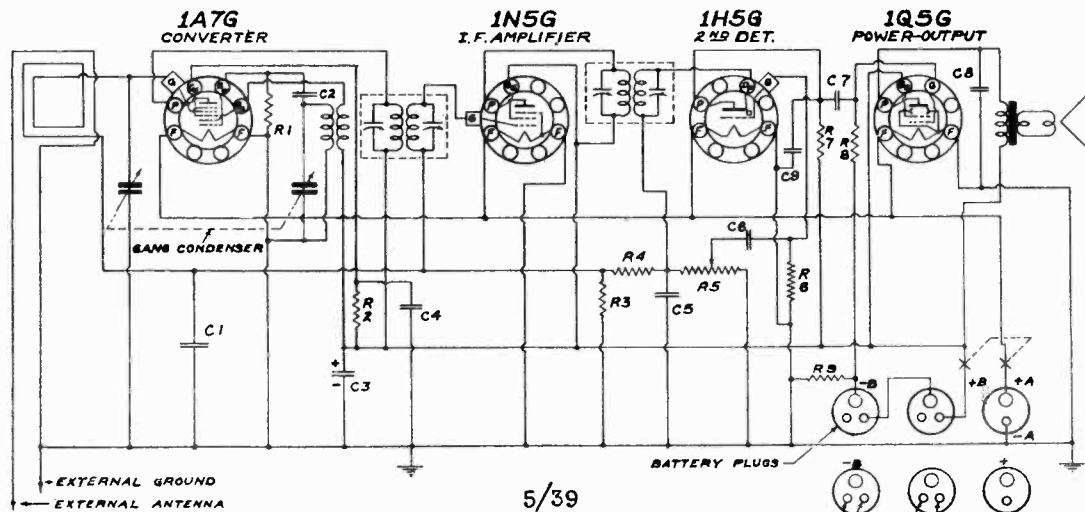 1A7G
CONVERTER
1N5G
I.F. AMPLIFIER
1H5G
2ND DET.
1Q5G
POWER-OUTPUT
G
P
F
F
C2
R1
G
F
F
P
F
F
C9
C7
R7
R8
P
F
F
C8
GANG CONDENSER
C1
R2
C4
C3
R3
R4
C5
R5
C6
R6
R9
-B
+B
+A
-A
BATTERY PLUGS
-B
+
EXTERNAL GROUND
EXTERNAL ANTENNA
5/39